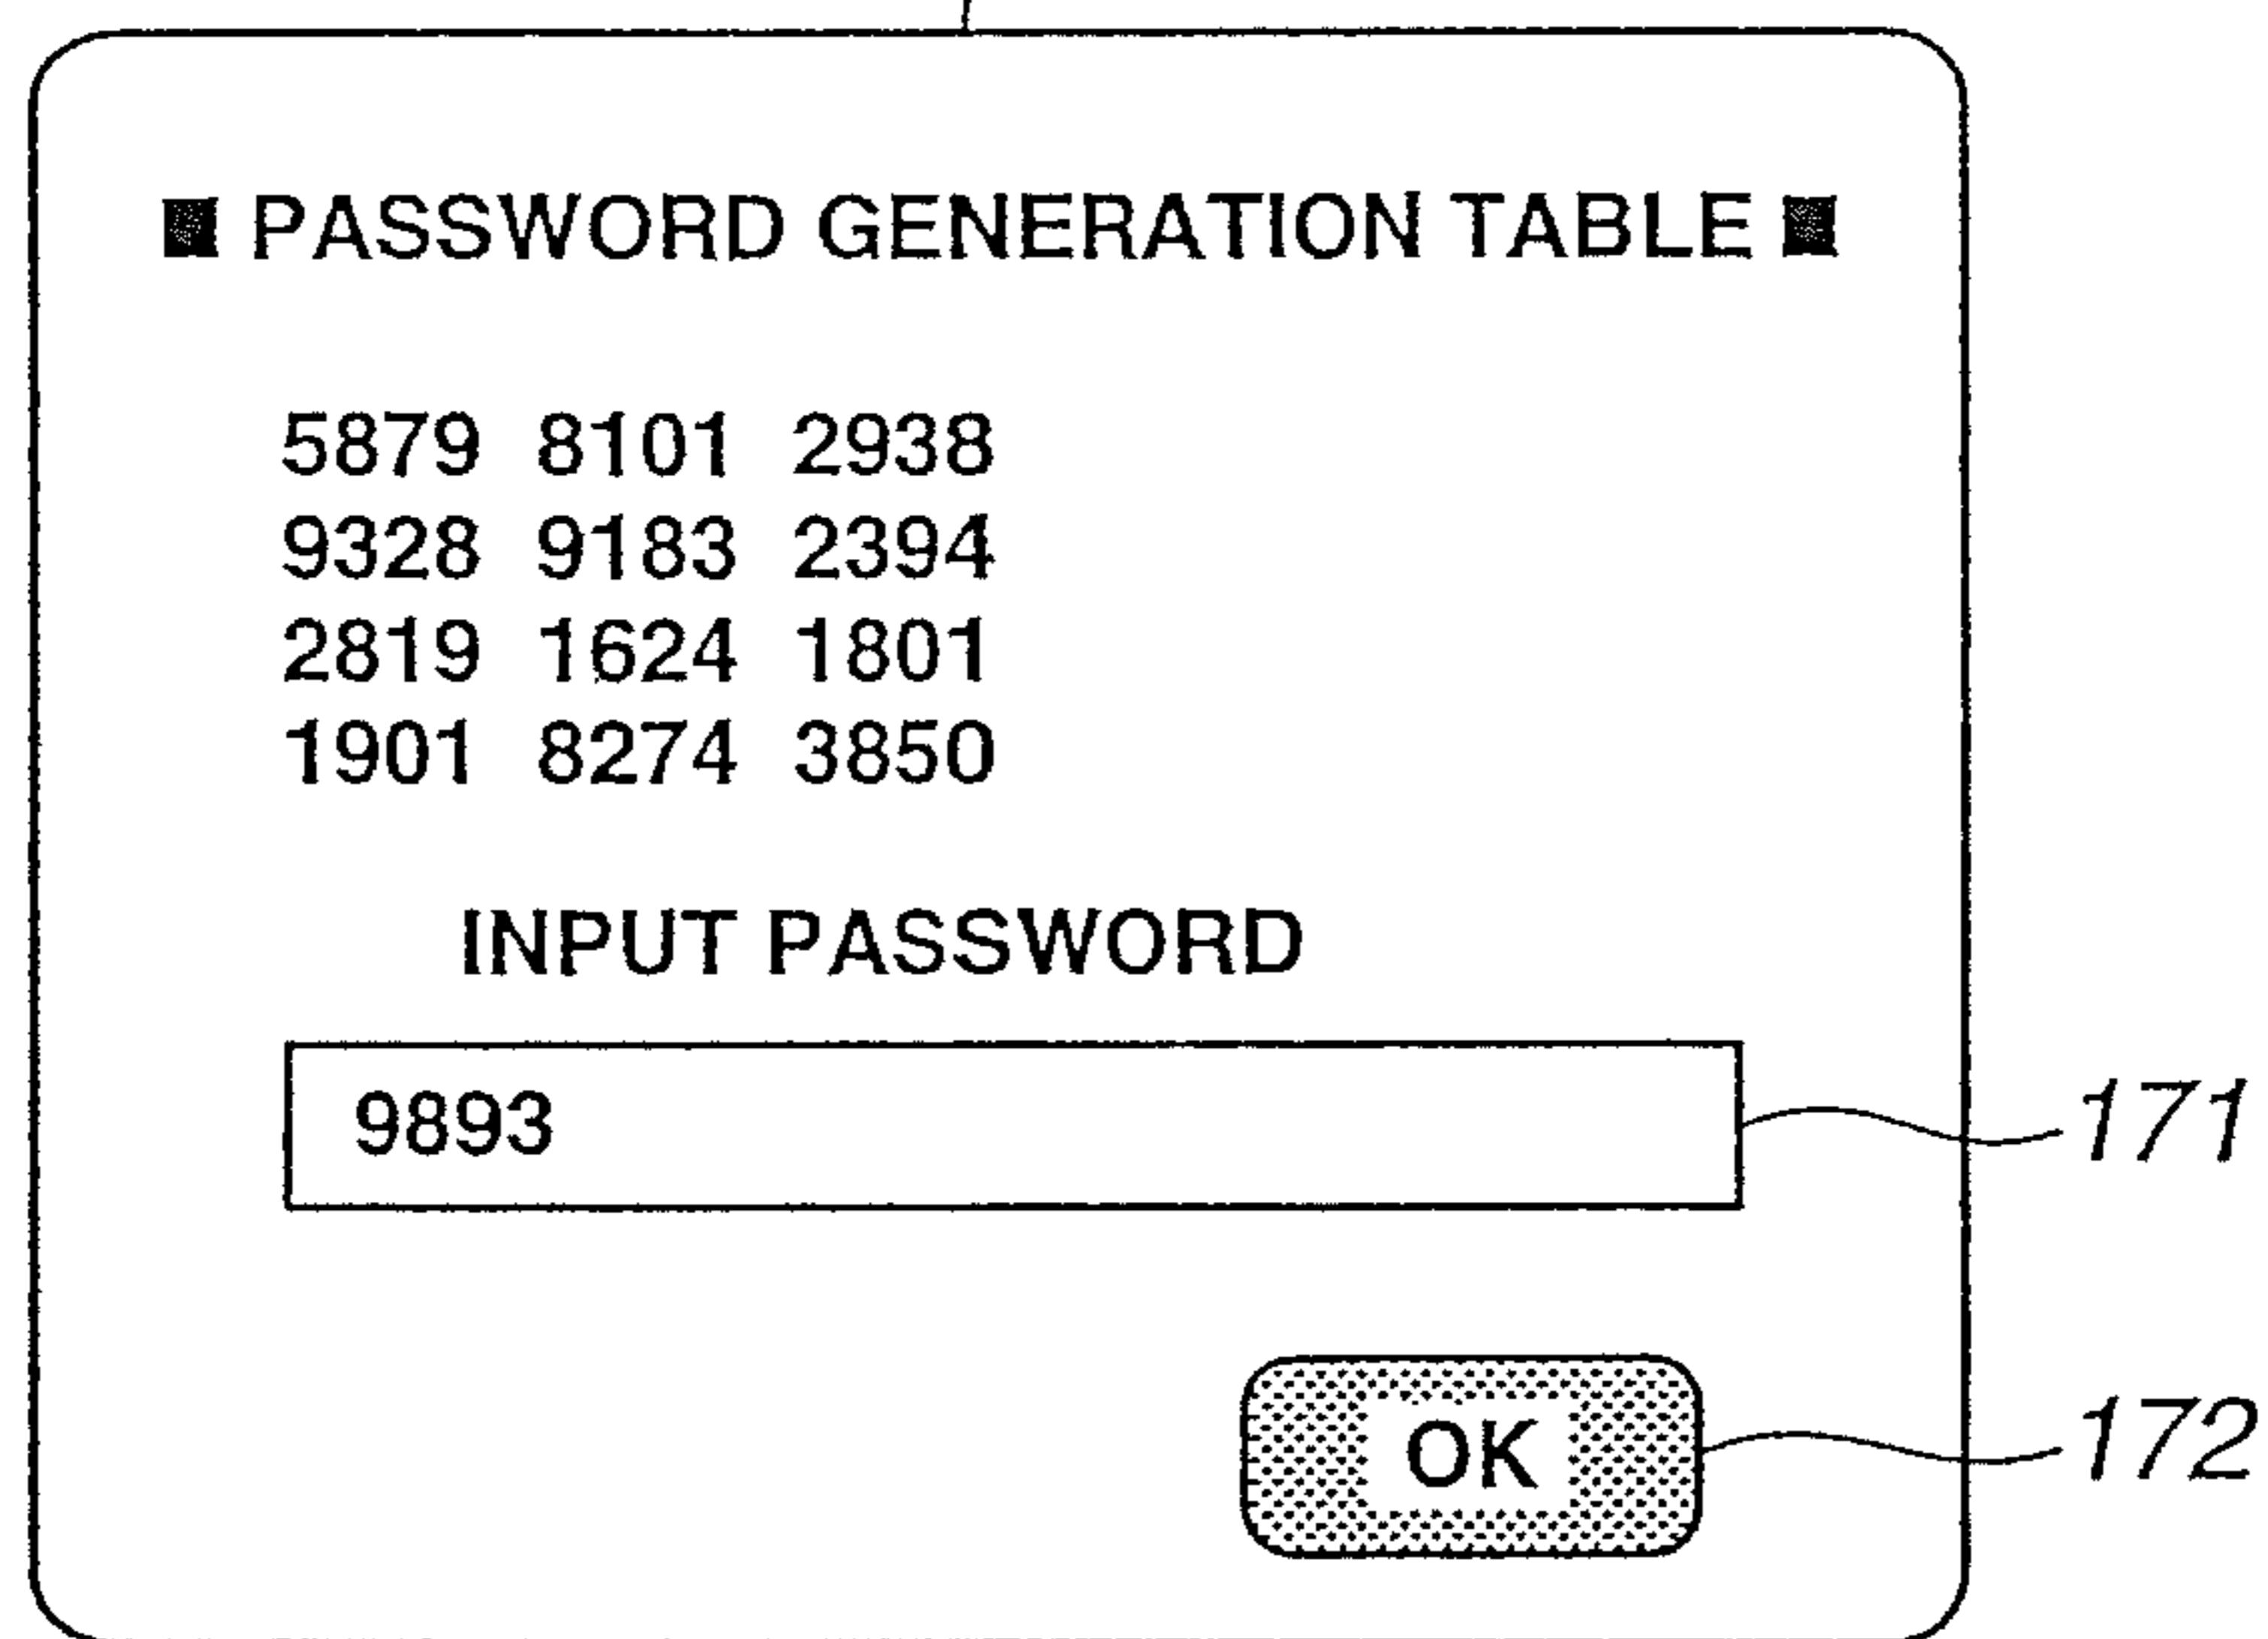 ■ PASSWORD GENERATION TABLE ■
5879 8101 2938
9328 9183 2394
2819 1624 1801
1901 8274 3850
INPUT PASSWORD
9893
171
OK
172